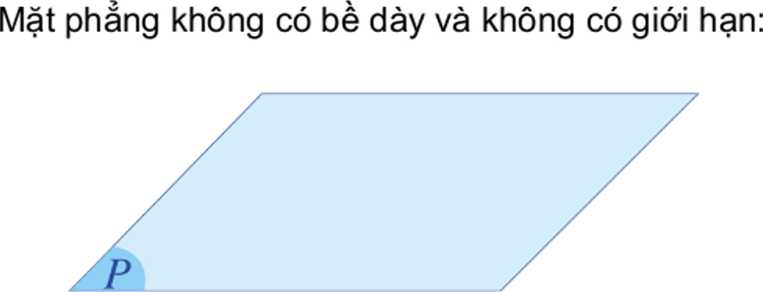 Mặt phẳng không có bề dày và không có giới hạn:
P